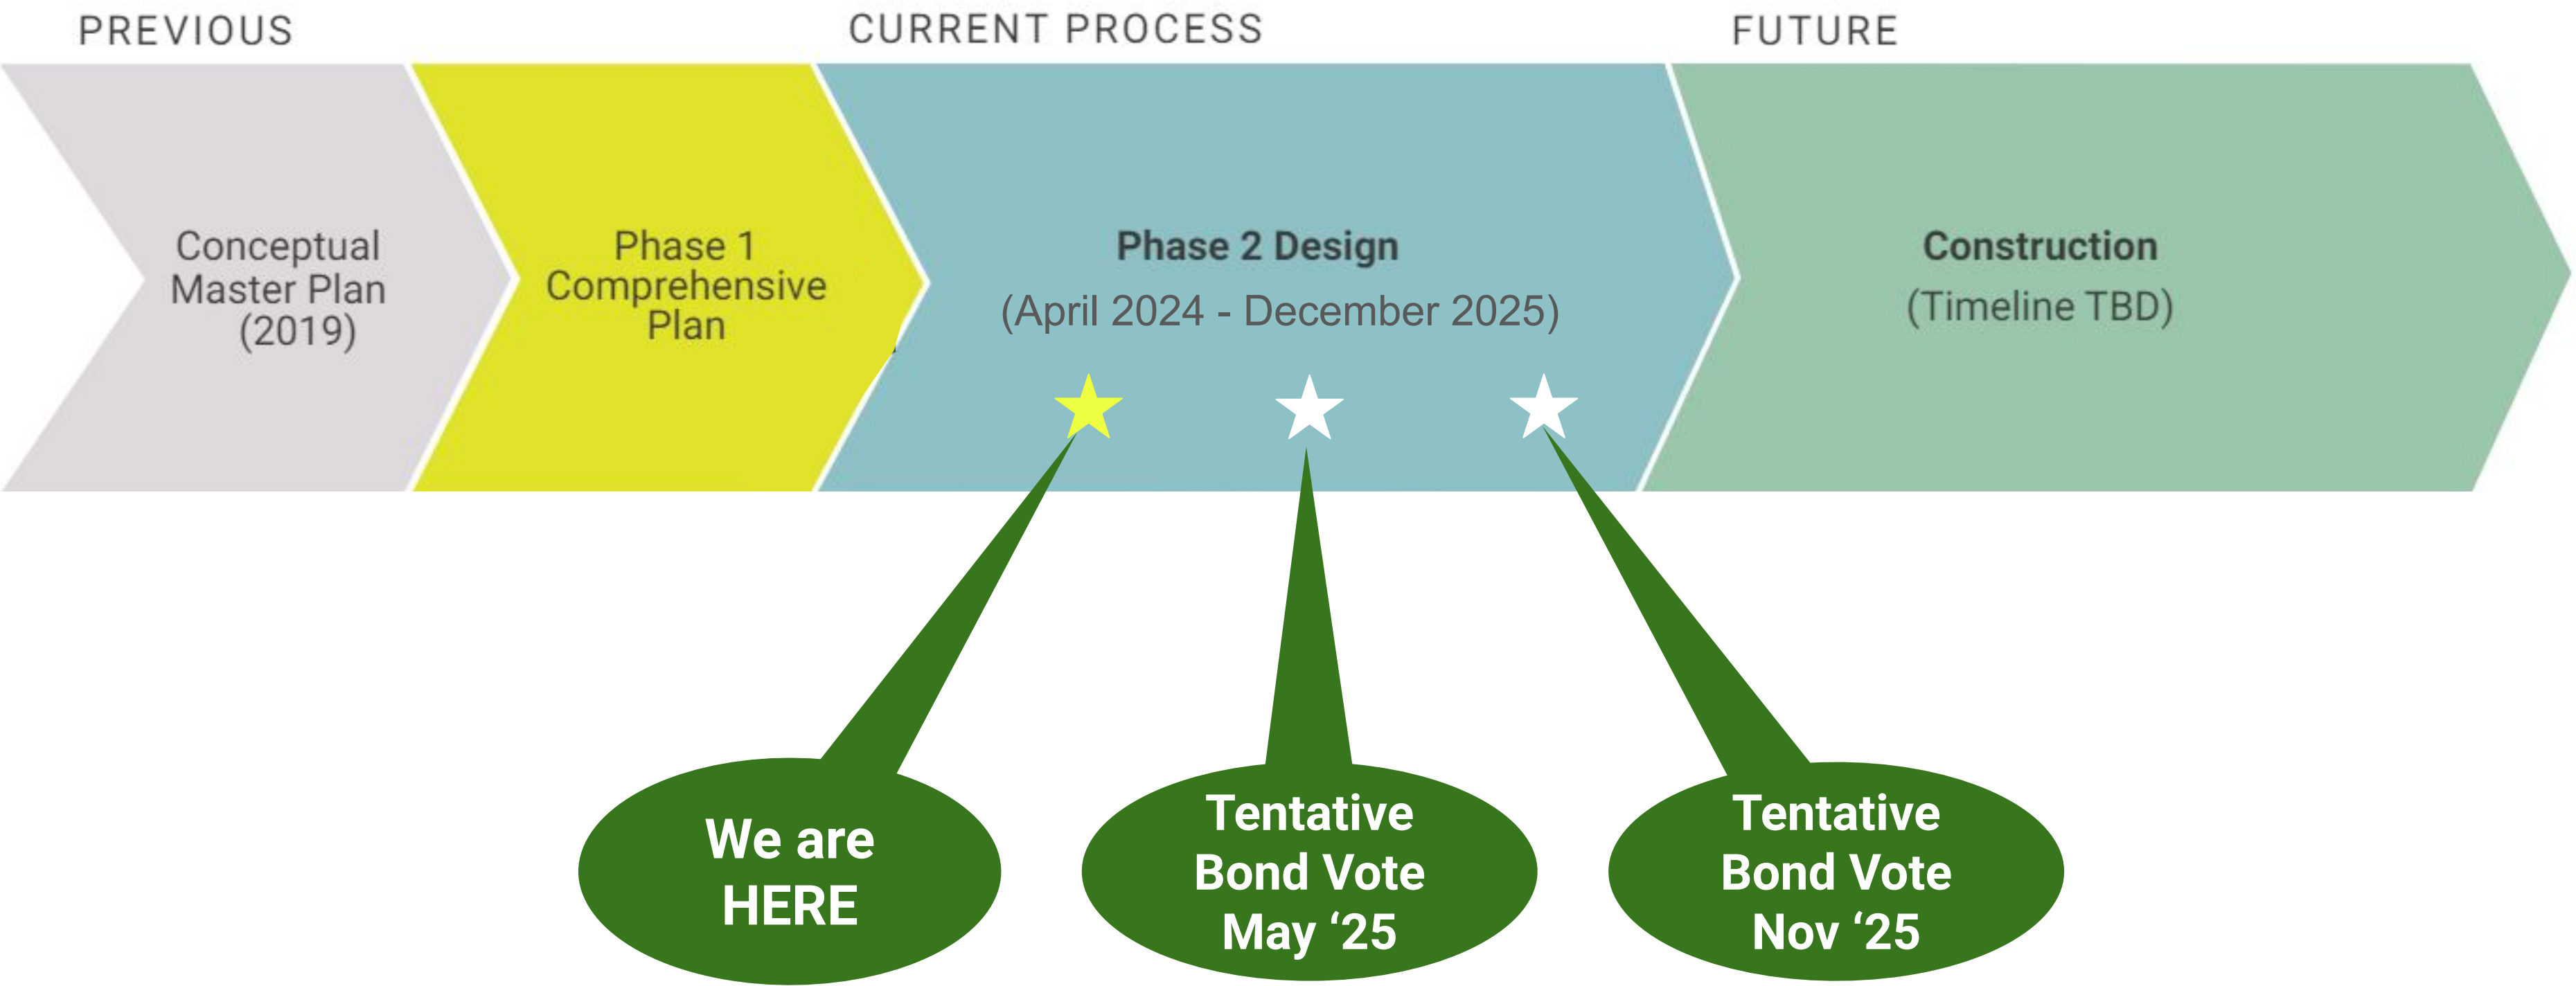 PREVIOUS
CURRENT PROCESS
FUTURE
Conceptual
Master Plan
(2019)
Phase 1
Comprehensive
Plan
Phase 2 Design
(April 2024 - December 2025)
Construction
(Timeline TBD)
We are
HERE
Tentative
Bond Vote
May ‘25
Tentative
Bond Vote
Nov ‘25